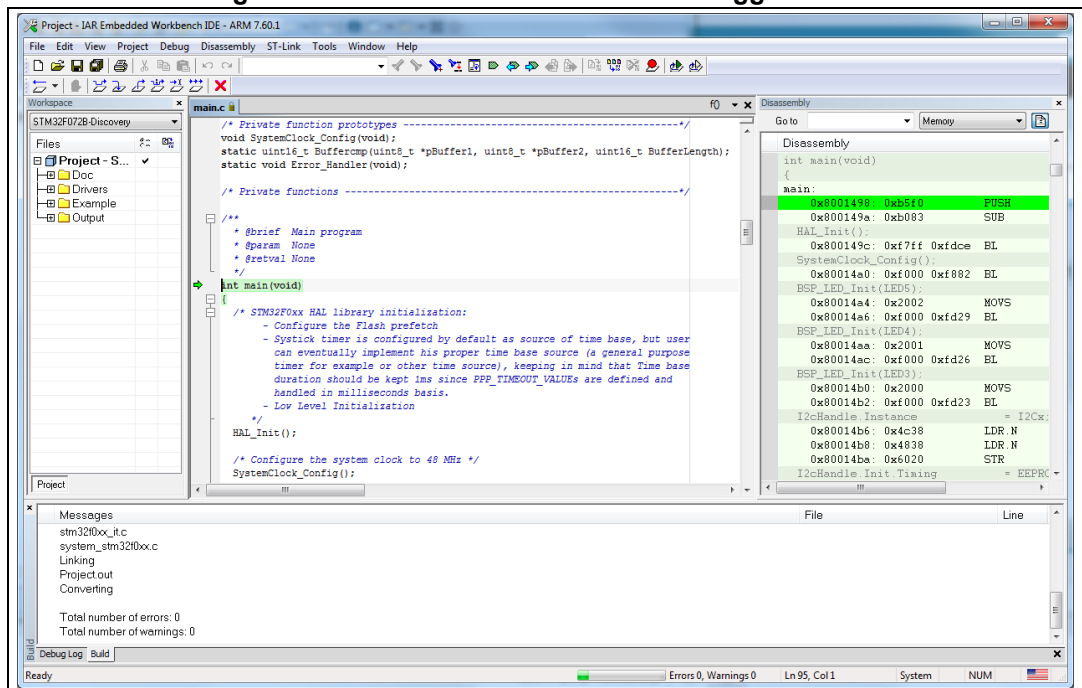 Project - IAR Embedded Workbench IDE - ARM 7.60.1
File Edit View Project Debug Disassembly ST-Link Tools Window Help
Workspace
STM32F072B-Discovery
Files
Project - S...
Doc
Drivers
Example
Output
Project
main.c
f()
/* Private function prototypes -----------------------------------------------*/
void SystemClock_Config(void);
static uint16_t Buffercmp(uint8_t *pBuffer1, uint8_t *pBuffer2, uint16_t BufferLength);
static void Error_Handler(void);
/* Private functions ---------------------------------------------------------*/
/**
* @brief Main program
* @param None
* @retval None
*/
int main(void)
{
/* STM32F0xx HAL library initialization:
- Configure the Flash prefetch
- Systick timer is configured by default as source of time base, but user
can eventually implement his proper time base source (a general purpose
timer for example or other time source), keeping in mind that Time base
duration should be kept 1ms since PPP_TIMEOUT_VALUEs are defined and
handled in milliseconds basis.
- Low Level Initialization
*/
HAL_Init();
/* Configure the system clock to 48 MHz */
SystemClock_Config();
Disassembly
Go to Memory
Disassembly
int main(void)
{
main:
0x8001498: 0xb5f0 PUSH
0x800149a: 0xb083 SUB
HAL_Init();
0x800149c: 0xf7ff 0xfdce BL
SystemClock_Config();
0x80014a0: 0xf000 0xf882 BL
BSP_LED_Init(LED5);
0x80014a4: 0x2002 MOVS
0x80014a6: 0xf000 0xfd29 BL
BSP_LED_Init(LED4);
0x80014aa: 0x2001 MOVS
0x80014ac: 0xf000 0xfd26 BL
BSP_LED_Init(LED3);
0x80014b0: 0x2000 MOVS
0x80014b2: 0xf000 0xfd23 BL
I2cHandle.Instance = I2Cx;
0x80014b6: 0x4c38 LDR.N
0x80014b8: 0x4838 LDR.N
0x80014ba: 0x6020 STR
I2cHandle.Init.Timing = EEPRO
Messages File Line
stm32f0xx_it.c
system_stm32f0xx.c
Linking
Project.out
Converting
Total number of errors: 0
Total number of warnings: 0
Build
Debug Log Build
Ready Errors 0, Warnings 0 Ln 95, Col 1 System NUM